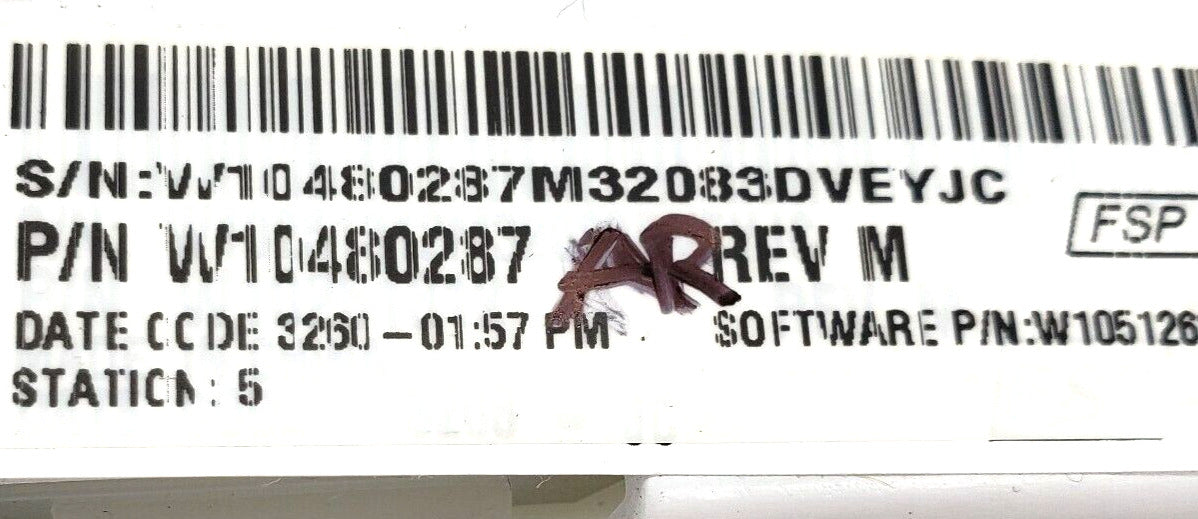 S/N:W10480287M32083DVEYJC
FSP
P/N W10480287 AR REV M
DATE CODE 3260-01:57 PM SOFTWARE P/N:W105126
STATION: 5